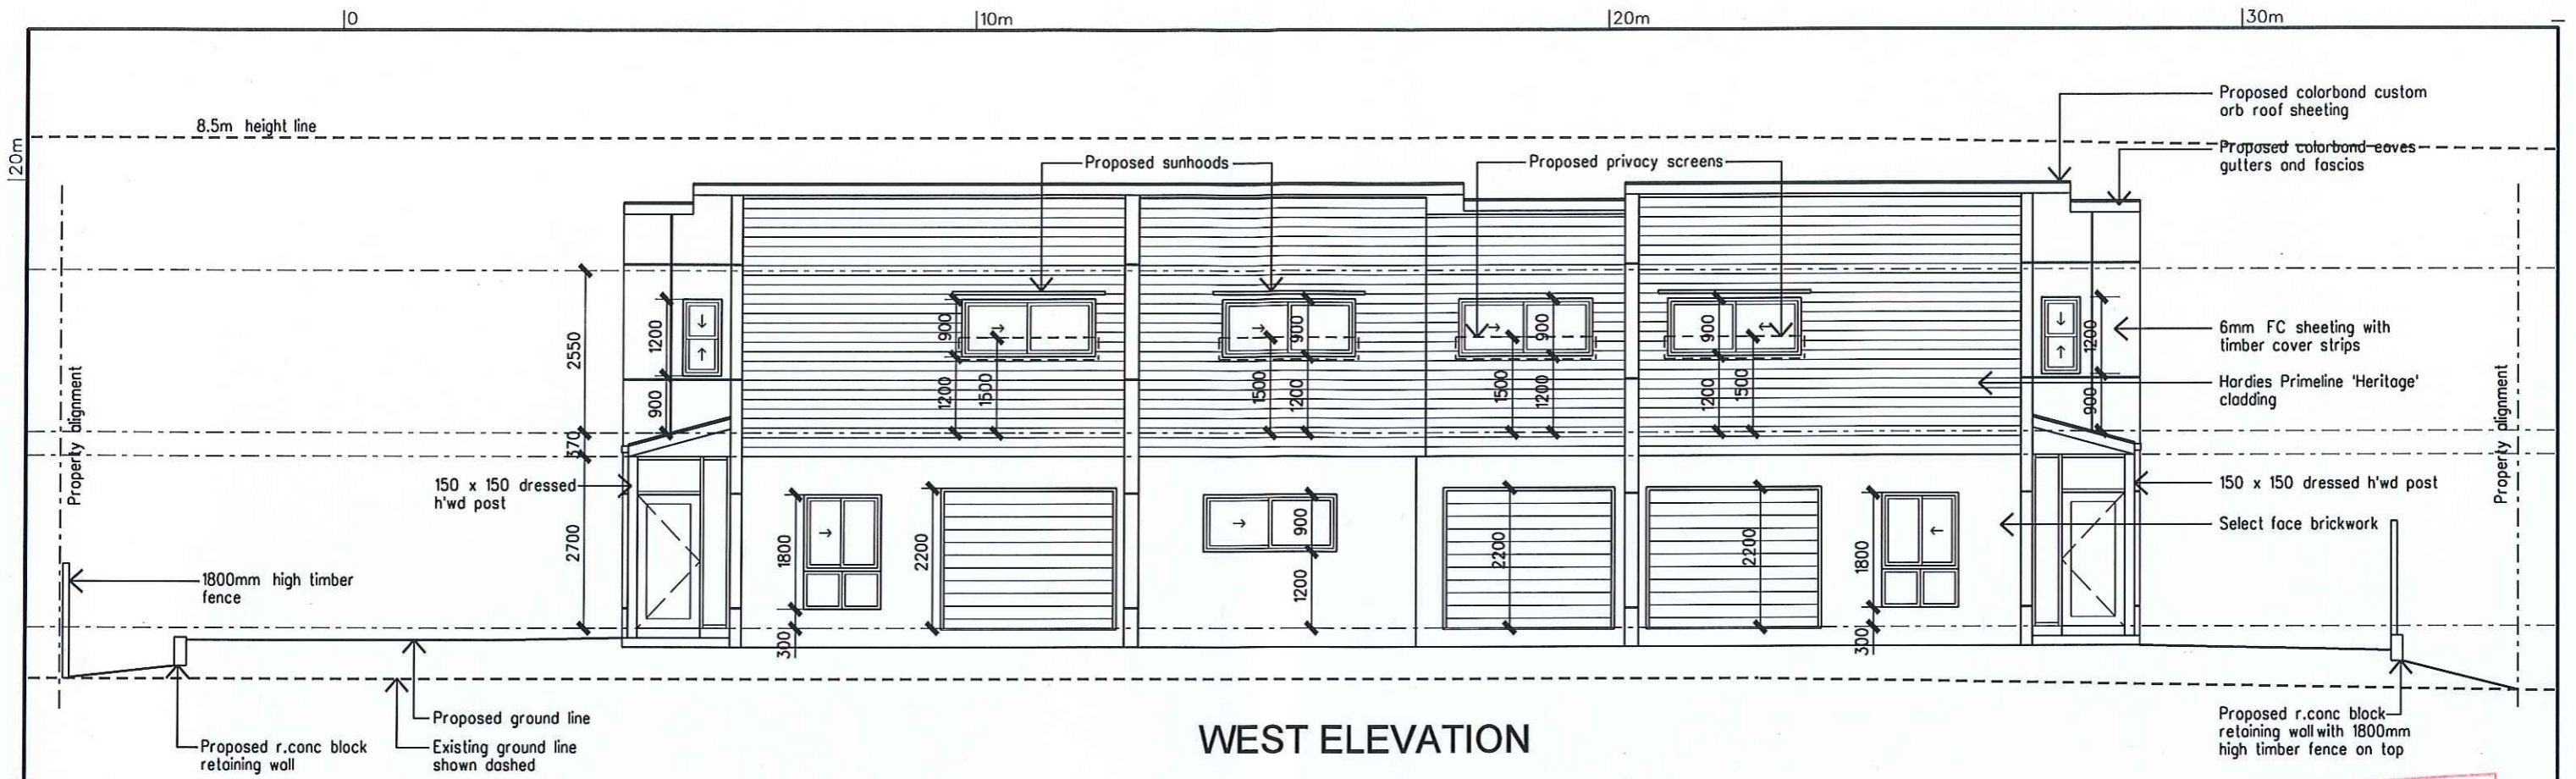 0
10m
20m
30m
20m
8.5m height line
Proposed sunhoods
Proposed privacy screens
Proposed colorbond custom
orb roof sheeting
Proposed colorbond eaves
gutters and fascias
6mm FC sheeting with
timber cover strips
Hardies Primeline 'Heritage'
cladding
150 x 150 dressed h'wd post
Select face brickwork
Property alignment
Property alignment
2550
370
2700
1200
900
900
1200
1500
900
1500
1200
900
1500
1200
900
1200
1500
1200
900
150 x 150 dressed
h'wd post
1800
300
2200
900
1200
2200
2200
1800
300
1800mm high timber
fence
Proposed r.conc block
retaining wall
Proposed ground line
Existing ground line
shown dashed
WEST ELEVATION
Proposed r.conc block
retaining wall with 1800mm
high timber fence on top